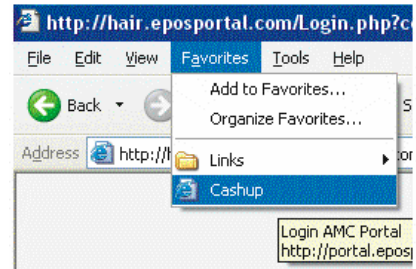 http://hair.eposportal.com/Login.php?c
File Edit View Favorites Tools Help
Back
Add to Favorites...
Organize Favorites...
Address http://h
Links
Cashup
Login AMC Portal
http://portal.epos